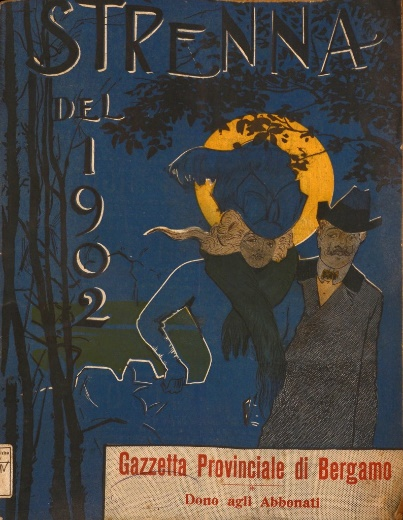 STRENNA
DEL
1902
Gazzetta Provinciale di Bergamo
Dono agli Abbonati